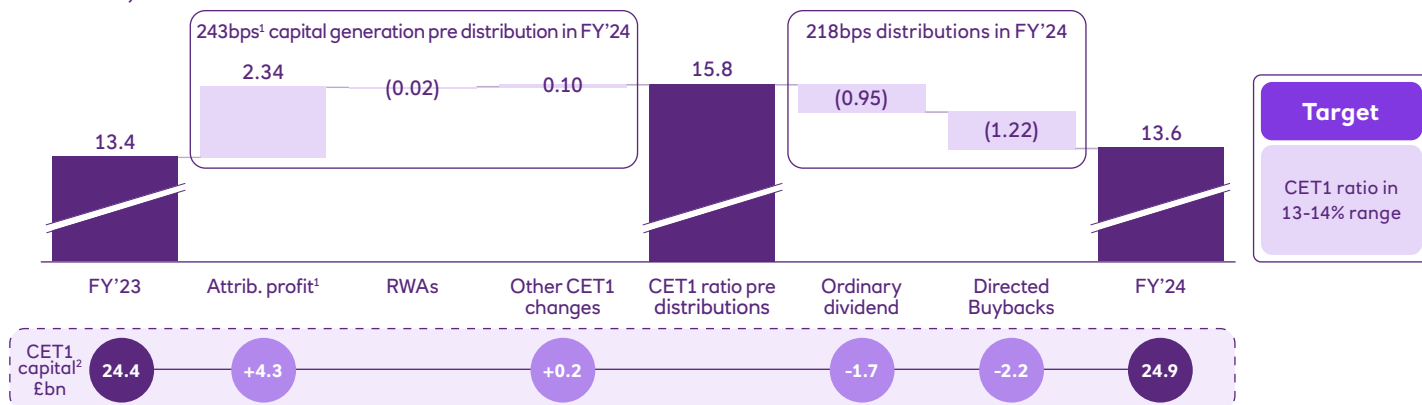 243bps¹ capital generation pre distribution in FY'24
218bps distributions in FY'24
13.4
2.34
(0.02)
0.10
15.8
(0.95)
(1.22)
13.6
Target
CET1 ratio in
13-14% range
FY'23
Attrib. profit¹
RWAs
Other CET1
changes
CET1 ratio pre
distributions
Ordinary
dividend
Directed
Buybacks
FY'24
CET1
capital²
£bn
24.4
+4.3
+0.2
-1.7
-2.2
24.9